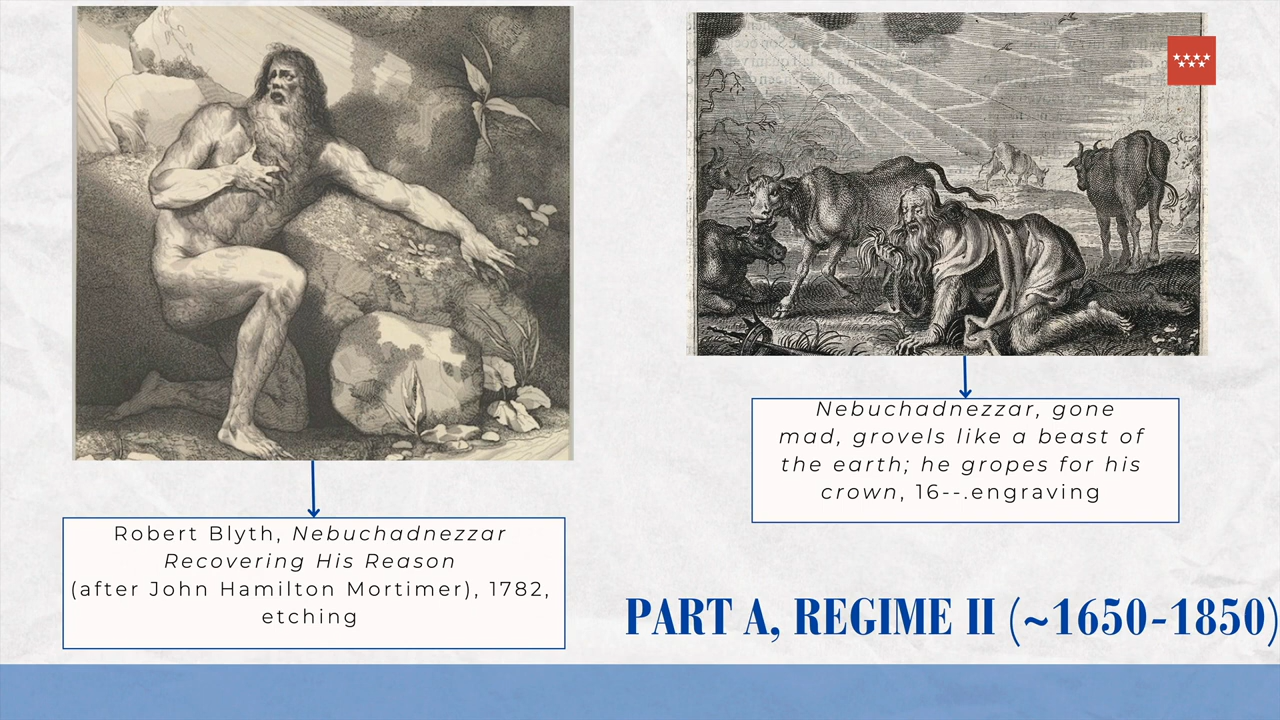 Nebuchadnezzar, gone
mad, grovels like a beast of
the earth; he gropes for his
crown, 16--.engraving
Robert Blyth, Nebuchadnezzar
Recovering His Reason
(after John Hamilton Mortimer), 1782,
etching
PART A, REGIME II (~1650-1850)